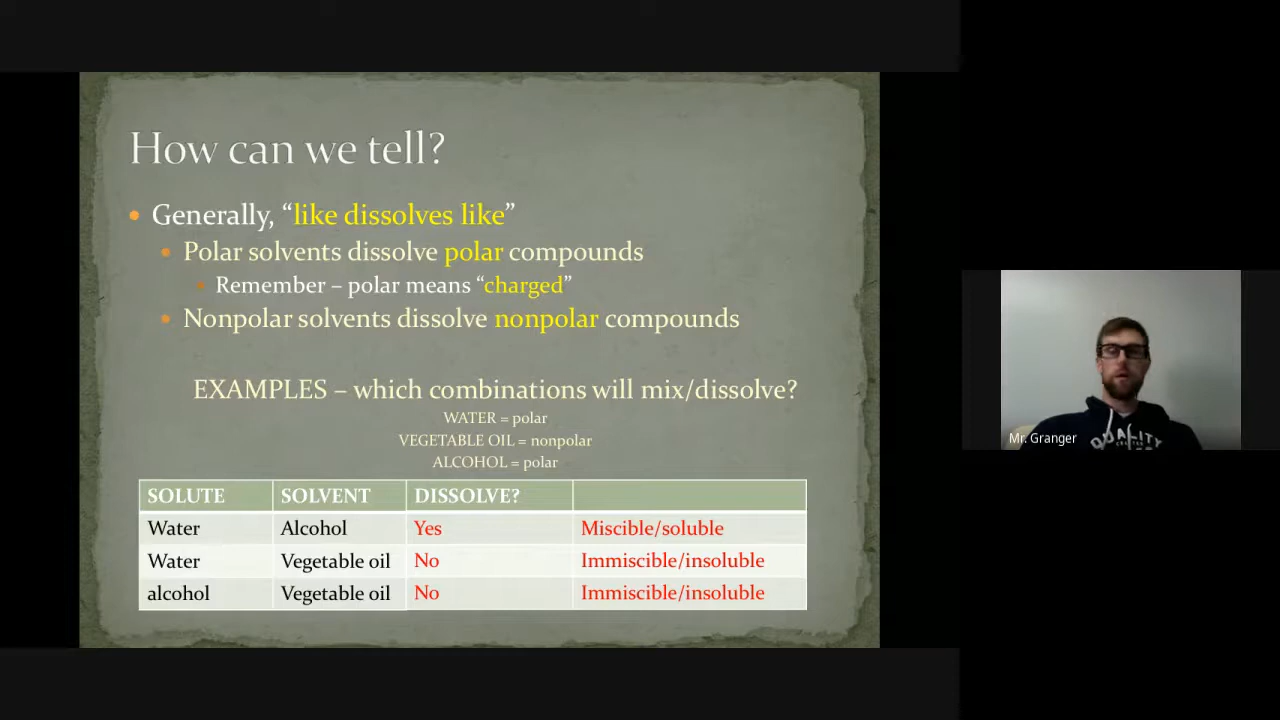 How can we tell?
• Generally, “like dissolves like”
• Polar solvents dissolve polar compounds
• Remember – polar means “charged”
• Nonpolar solvents dissolve nonpolar compounds
EXAMPLES – which combinations will mix/dissolve?
WATER = polar
VEGETABLE OIL = nonpolar
ALCOHOL = polar
SOLUTE SOLVENT DISSOLVE?
Water Alcohol Yes Miscible/soluble
Water Vegetable oil No Immiscible/insoluble
alcohol Vegetable oil No Immiscible/insoluble
Mr. Granger
QUALITY